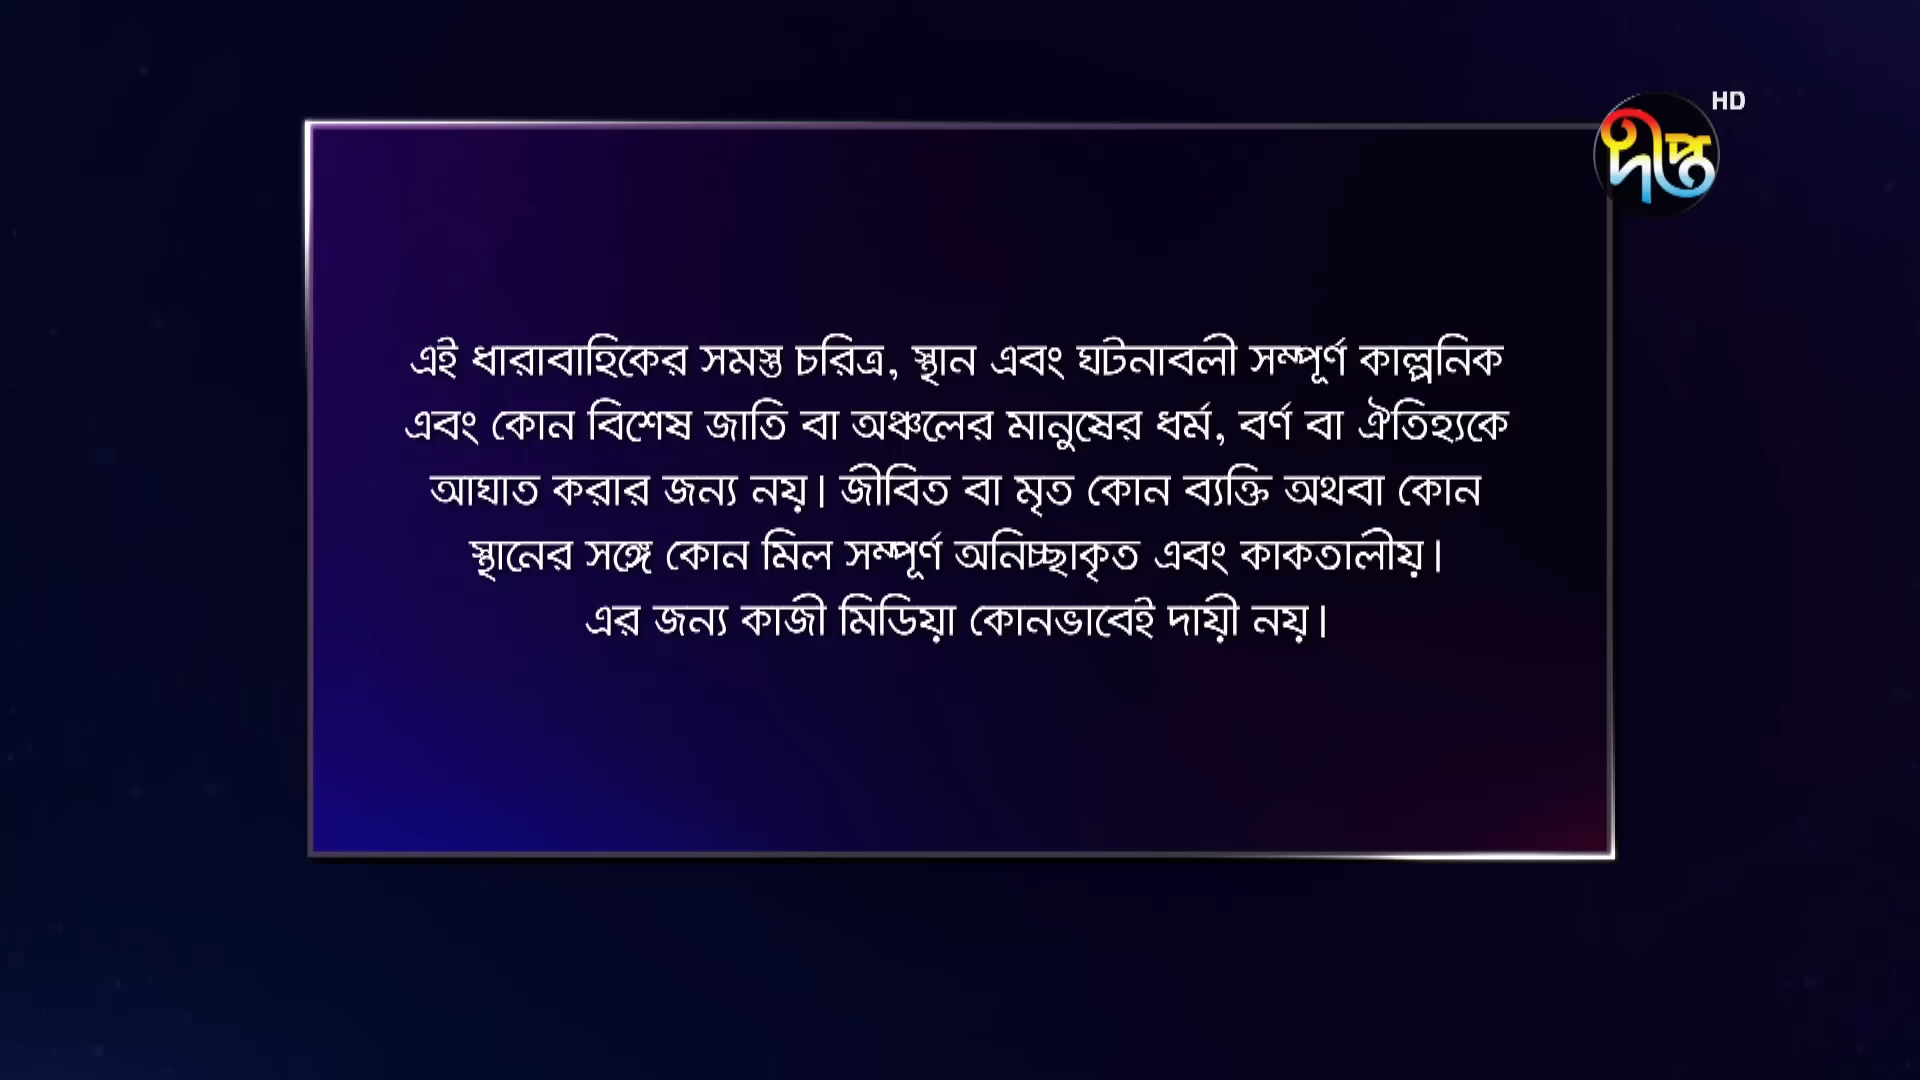 HD
দীপ্ত
এই ধারাবাহিকের সমস্ত চরিত্র, স্থান এবং ঘটনাবলী সম্পূর্ণ কাল্পনিক
এবং কোন বিশেষ জাতি বা অঞ্চলের মানুষের ধর্ম, বর্ণ বা ঐতিহ্যকে
আঘাত করার জন্য নয়। জীবিত বা মৃত কোন ব্যক্তি অথবা কোন
স্থানের সঙ্গে কোন মিল সম্পূর্ণ অনিচ্ছাকৃত এবং কাকতালীয়।
এর জন্য কাজী মিডিয়া কোনভাবেই দায়ী নয়।